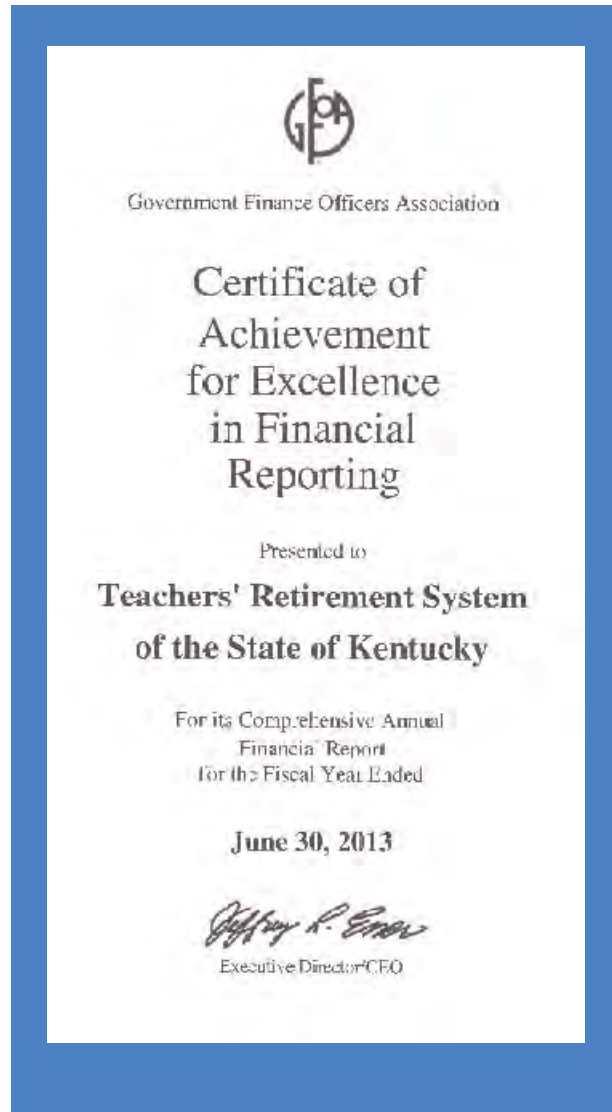 GFOA
Government Finance Officers Association
Certificate of
Achievement
for Excellence
in Financial
Reporting
Presented to
Teachers' Retirement System
of the State of Kentucky
For its Comprehensive Annual
Financial Report
for the Fiscal Year Ended
June 30, 2013
Jeffrey R. Enen
Executive Director/CEO